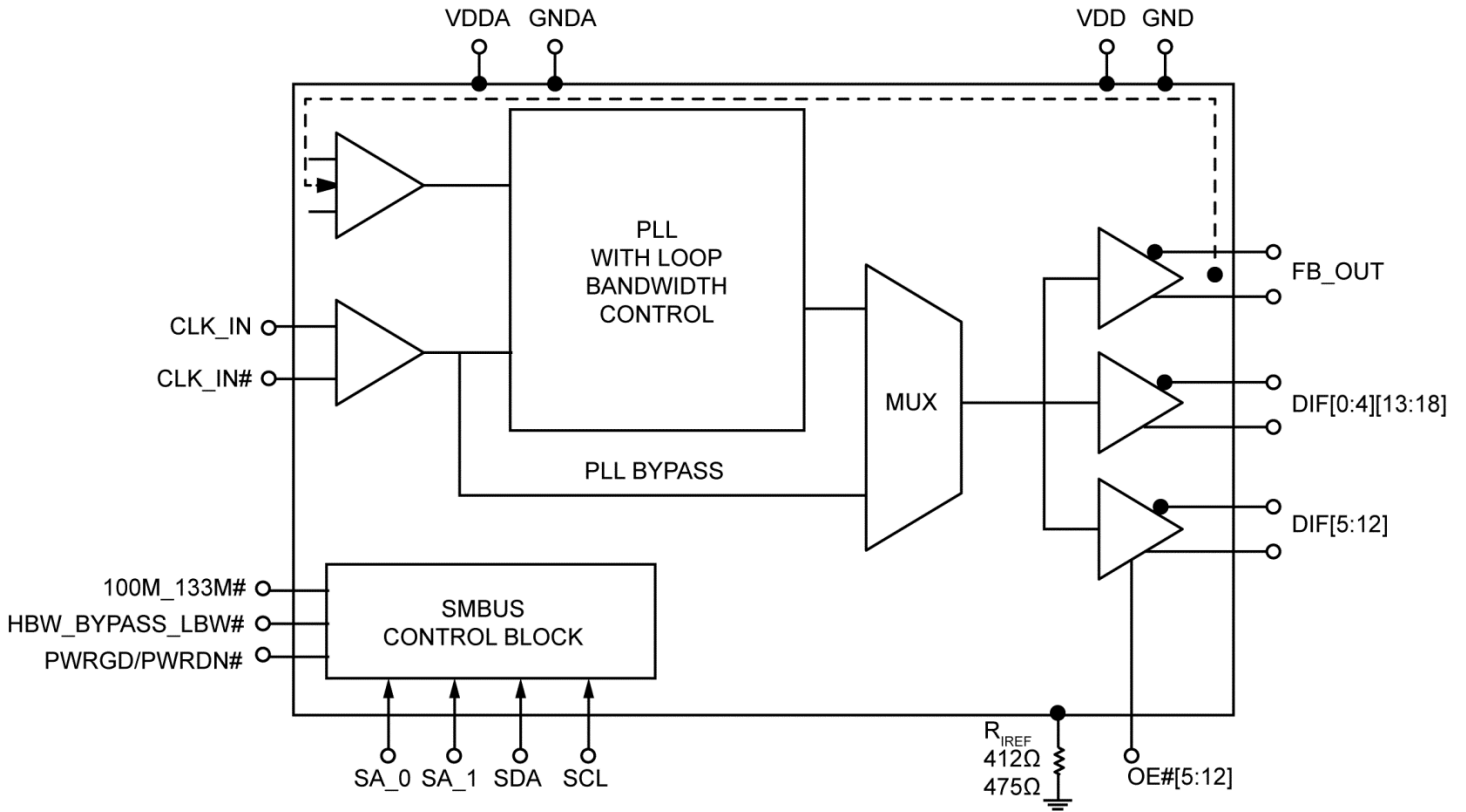 VDDA GNDA VDD GND
PLL
WITH LOOP
BANDWIDTH
CONTROL
FB_OUT
CLK_IN
CLK_IN#
MUX
DIF[0:4][13:18]
PLL BYPASS
DIF[5:12]
100M_133M#
HBW_BYPASS_LBW#
PWRGD/PWRDN#
SMBUS
CONTROL BLOCK
SA_0 SA_1 SDA SCL
RIREF
412Ω
475Ω
OE#[5:12]